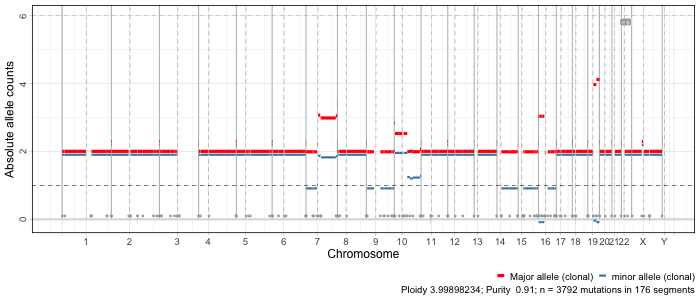 Absolute allele counts
6
4
2
0
1 2 3 4 5 6 7 8 9 10 11 12 13 14 15 16 17 18 19 20 21 22 X Y
Chromosome
Major allele (clonal) minor allele (clonal)
Ploidy 3.99898234; Purity 0.91; n = 3792 mutations in 176 segments